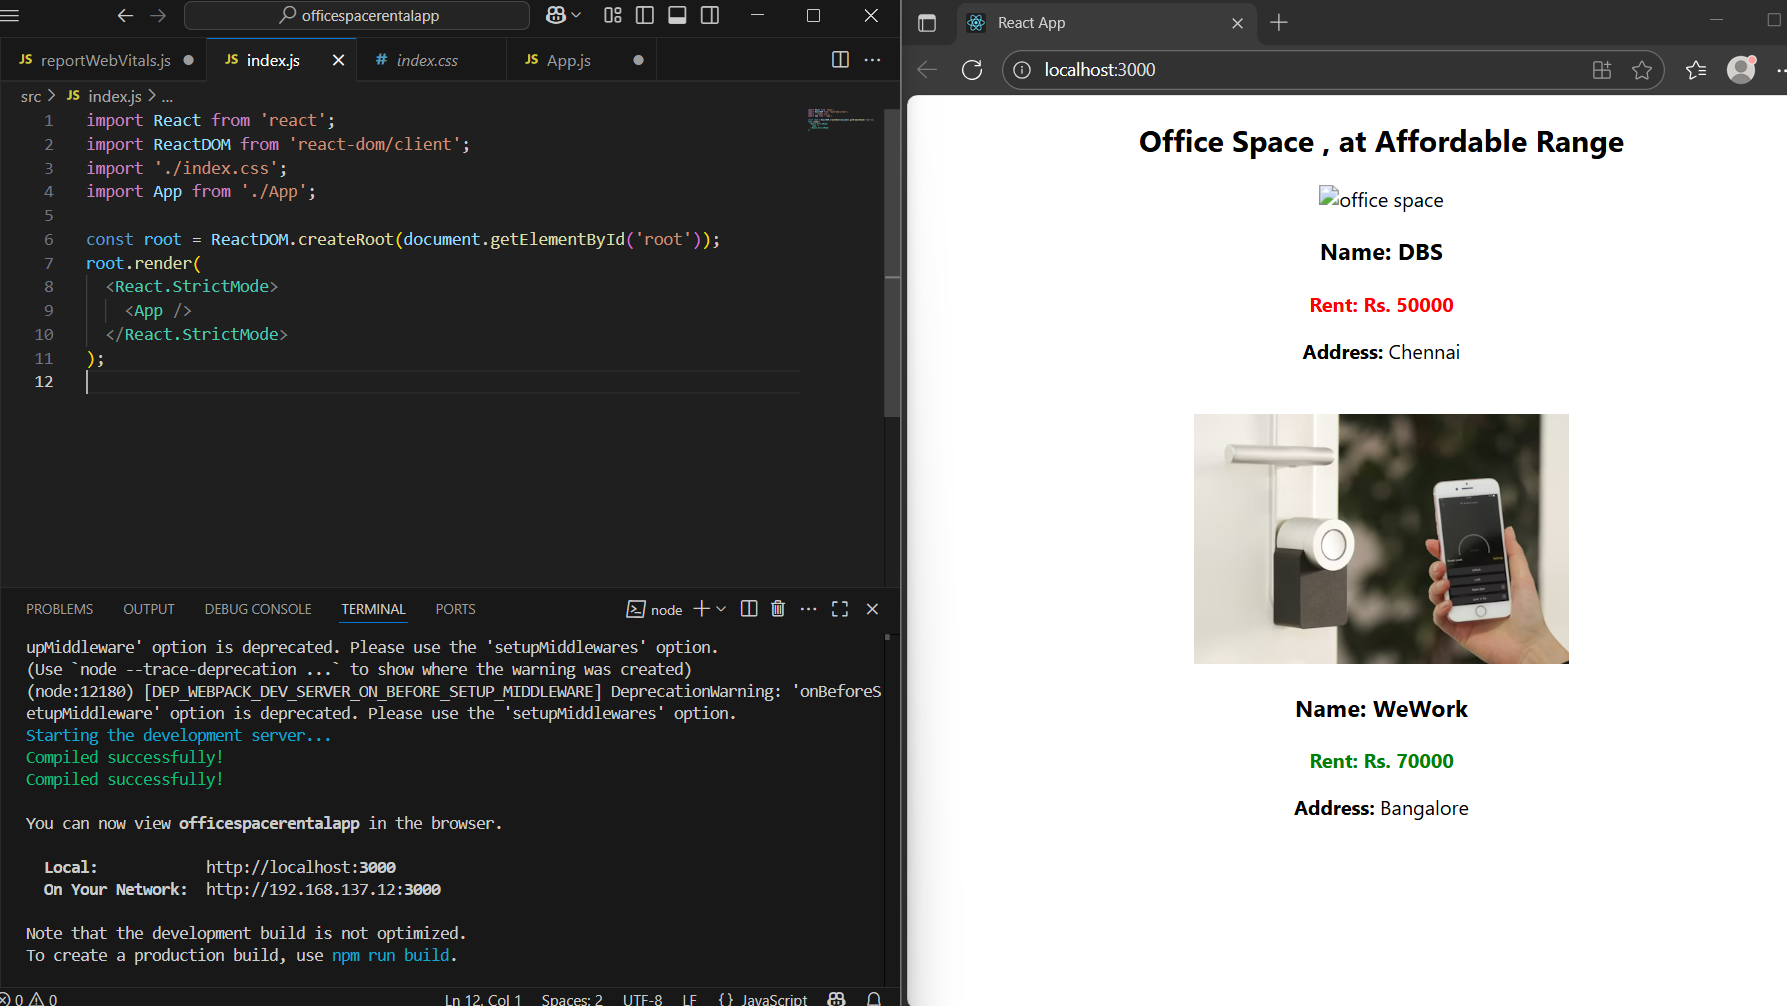 officespacerentalapp
JS reportWebVitals.js
JS index.js
# index.css
JS App.js
src > JS index.js > ...
1 import React from 'react';
2 import ReactDOM from 'react-dom/client';
3 import './index.css';
4 import App from './App';
5
6 const root = ReactDOM.createRoot(document.getElementById('root'));
7 root.render(
8 <React.StrictMode>
9 <App />
10 </React.StrictMode>
11 );
12
PROBLEMS OUTPUT DEBUG CONSOLE TERMINAL PORTS node
upMiddleware' option is deprecated. Please use the 'setupMiddlewares' option.
(Use `node --trace-deprecation ...` to show where the warning was created)
(node:12180) [DEP_WEBPACK_DEV_SERVER_ON_BEFORE_SETUP_MIDDLEWARE] DeprecationWarning: 'onBeforeS
etupMiddleware' option is deprecated. Please use the 'setupMiddlewares' option.
Starting the development server...
Compiled successfully!
Compiled successfully!
You can now view officespacerentalapp in the browser.
Local: http://localhost:3000
On Your Network: http://192.168.137.12:3000
Note that the development build is not optimized.
To create a production build, use npm run build.
0 0 Ln 12, Col 1 Spaces: 2 UTF-8 LF {} JavaScript
React App
localhost:3000
Office Space , at Affordable Range
office space
Name: DBS
Rent: Rs. 50000
Address: Chennai
Name: WeWork
Rent: Rs. 70000
Address: Bangalore